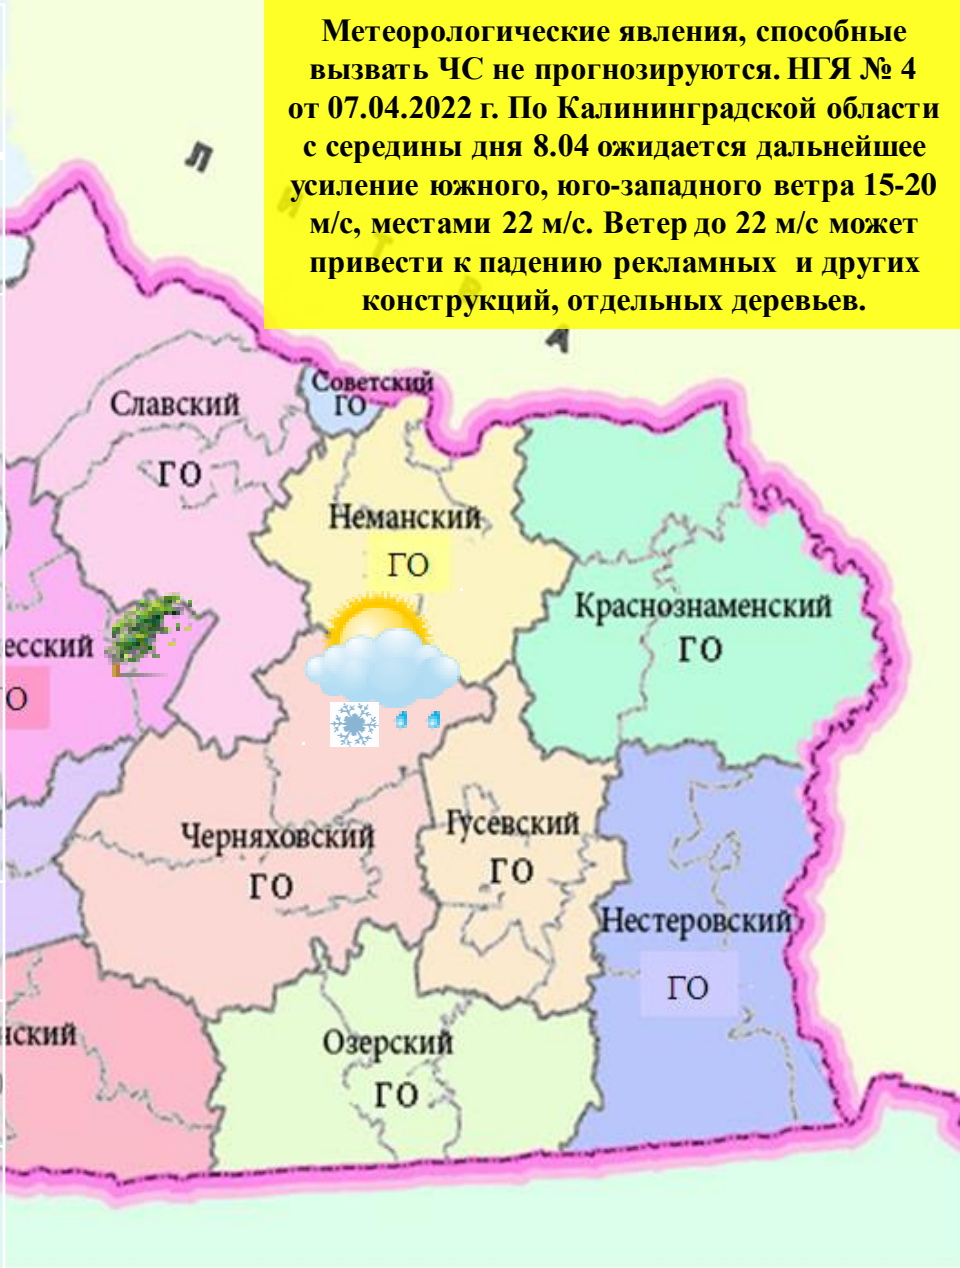 Метеорологические явления, способные
вызвать ЧС не прогнозируются. НГЯ № 4
от 07.04.2022 г. По Калининградской области
с середины дня 8.04 ожидается дальнейшее
усиление южного, юго-западного ветра 15-20
м/с, местами 22 м/с. Ветер до 22 м/с может
привести к падению рекламных и других
конструкций, отдельных деревьев.
Л И Т В А
Советский
ГО
Славский
ГО
Неманский
ГО
Краснознаменский
ГО
есский
О
Черняховский
ГО
Гусевский
ГО
Нестеровский
ГО
нский
Озерский
ГО